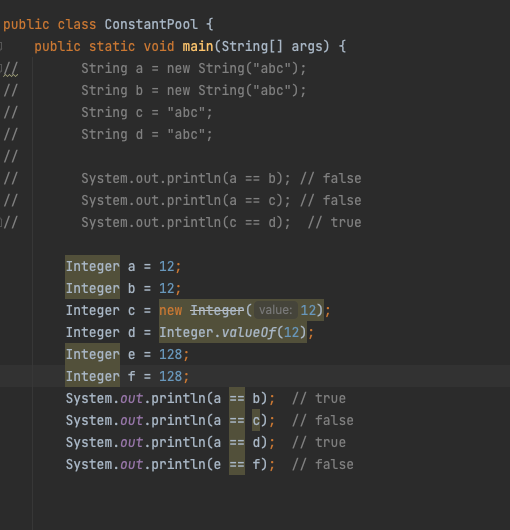 public class ConstantPool {
    public static void main(String[] args) {
//        String a = new String("abc");
//        String b = new String("abc");
//        String c = "abc";
//        String d = "abc";
//
//        System.out.println(a == b); // false
//        System.out.println(a == c); // false
//        System.out.println(c == d);  // true
        Integer a = 12;
        Integer b = 12;
        Integer c = new Integer( value: 12);
        Integer d = Integer.valueOf(12);
        Integer e = 128;
        Integer f = 128;
        System.out.println(a == b);  // true
        System.out.println(a == c);  // false
        System.out.println(a == d);  // true
        System.out.println(e == f);  // false